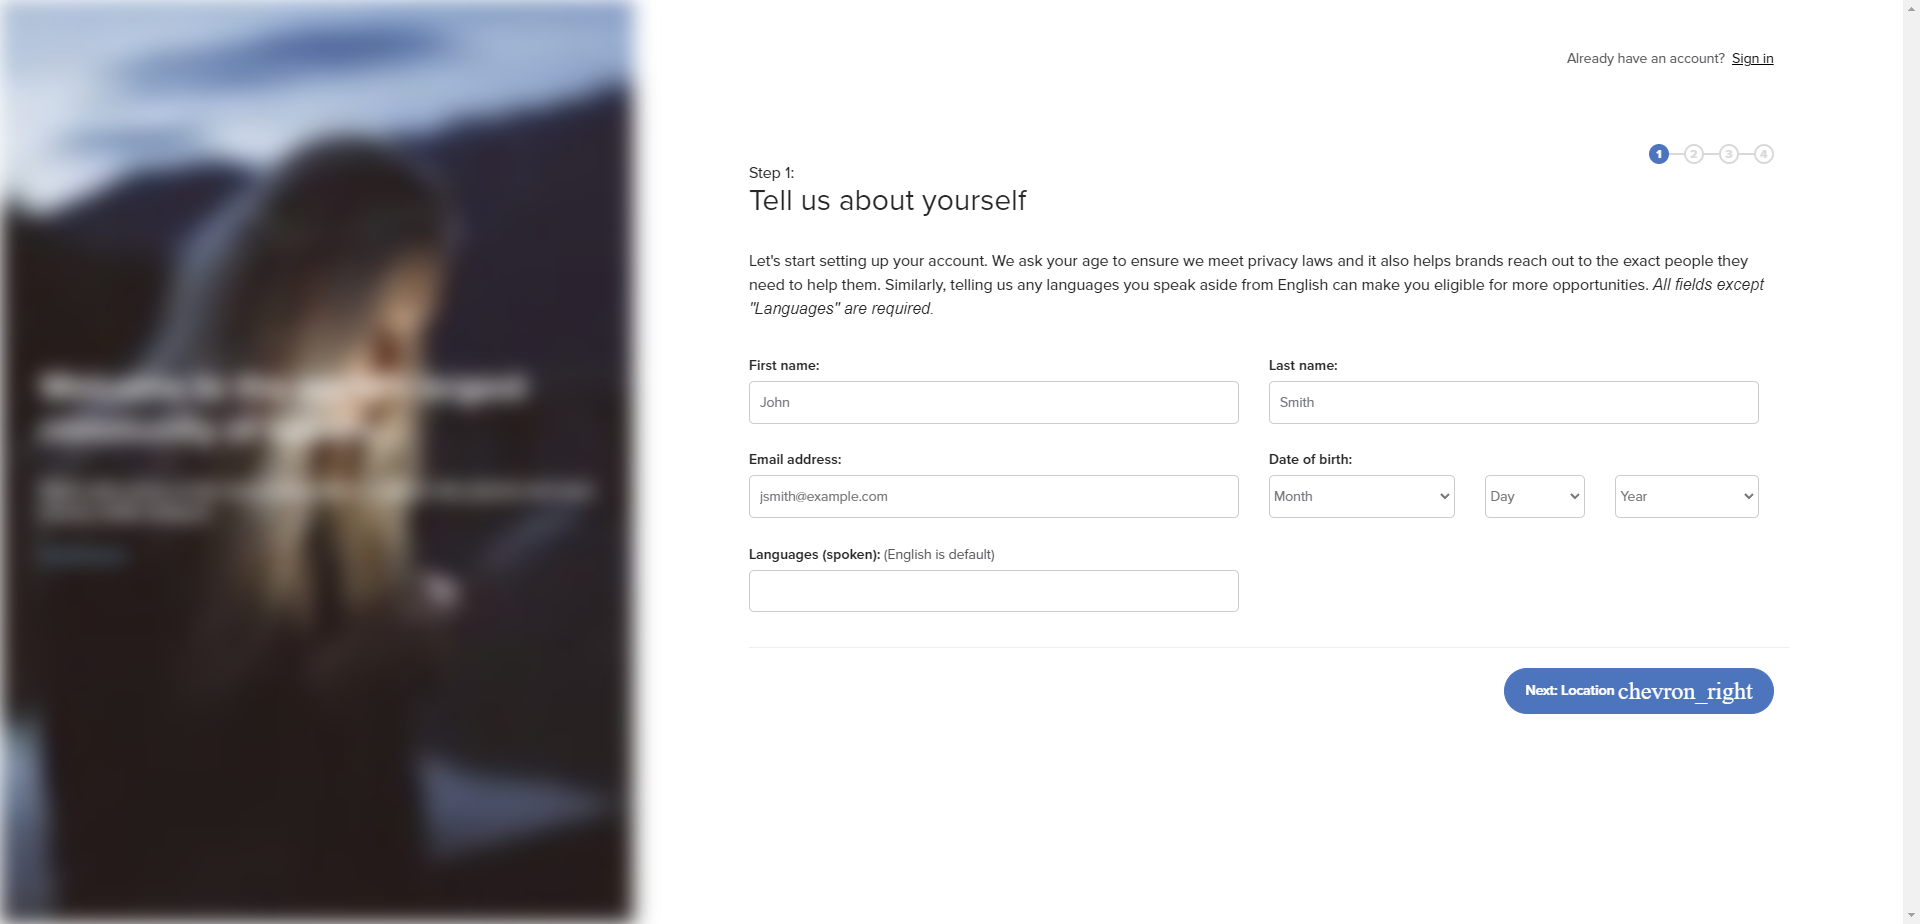 Already have an account? Sign in
1 2 3 4
Step 1:
Tell us about yourself
Let's start setting up your account. We ask your age to ensure we meet privacy laws and it also helps brands reach out to the exact people they
need to help them. Similarly, telling us any languages you speak aside from English can make you eligible for more opportunities. All fields except
"Languages" are required.
First name: Last name:
John Smith
Email address: Date of birth:
jsmith@example.com Month Day Year
Languages (spoken): (English is default)
Next: Location chevron_right